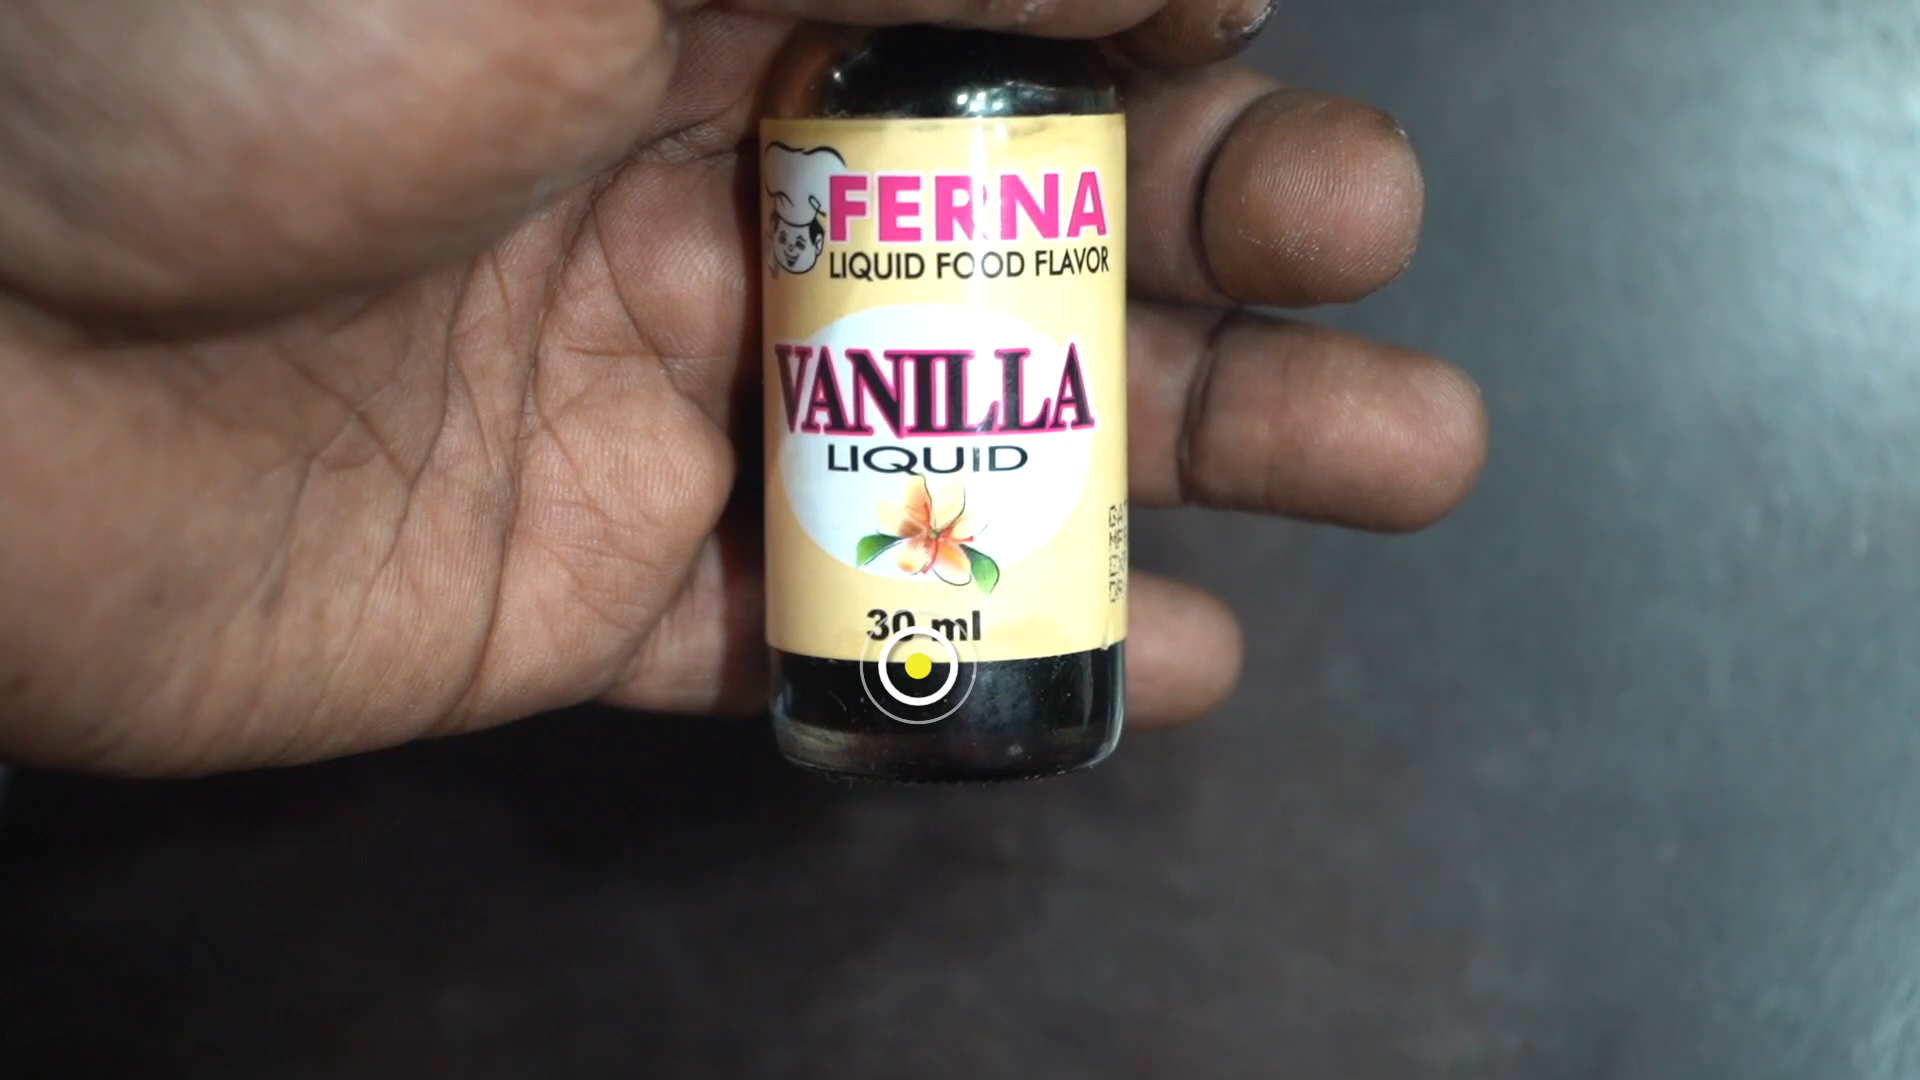 FERNA
LIQUID FOOD FLAVOR
VANILLA
LIQUID
30 ml